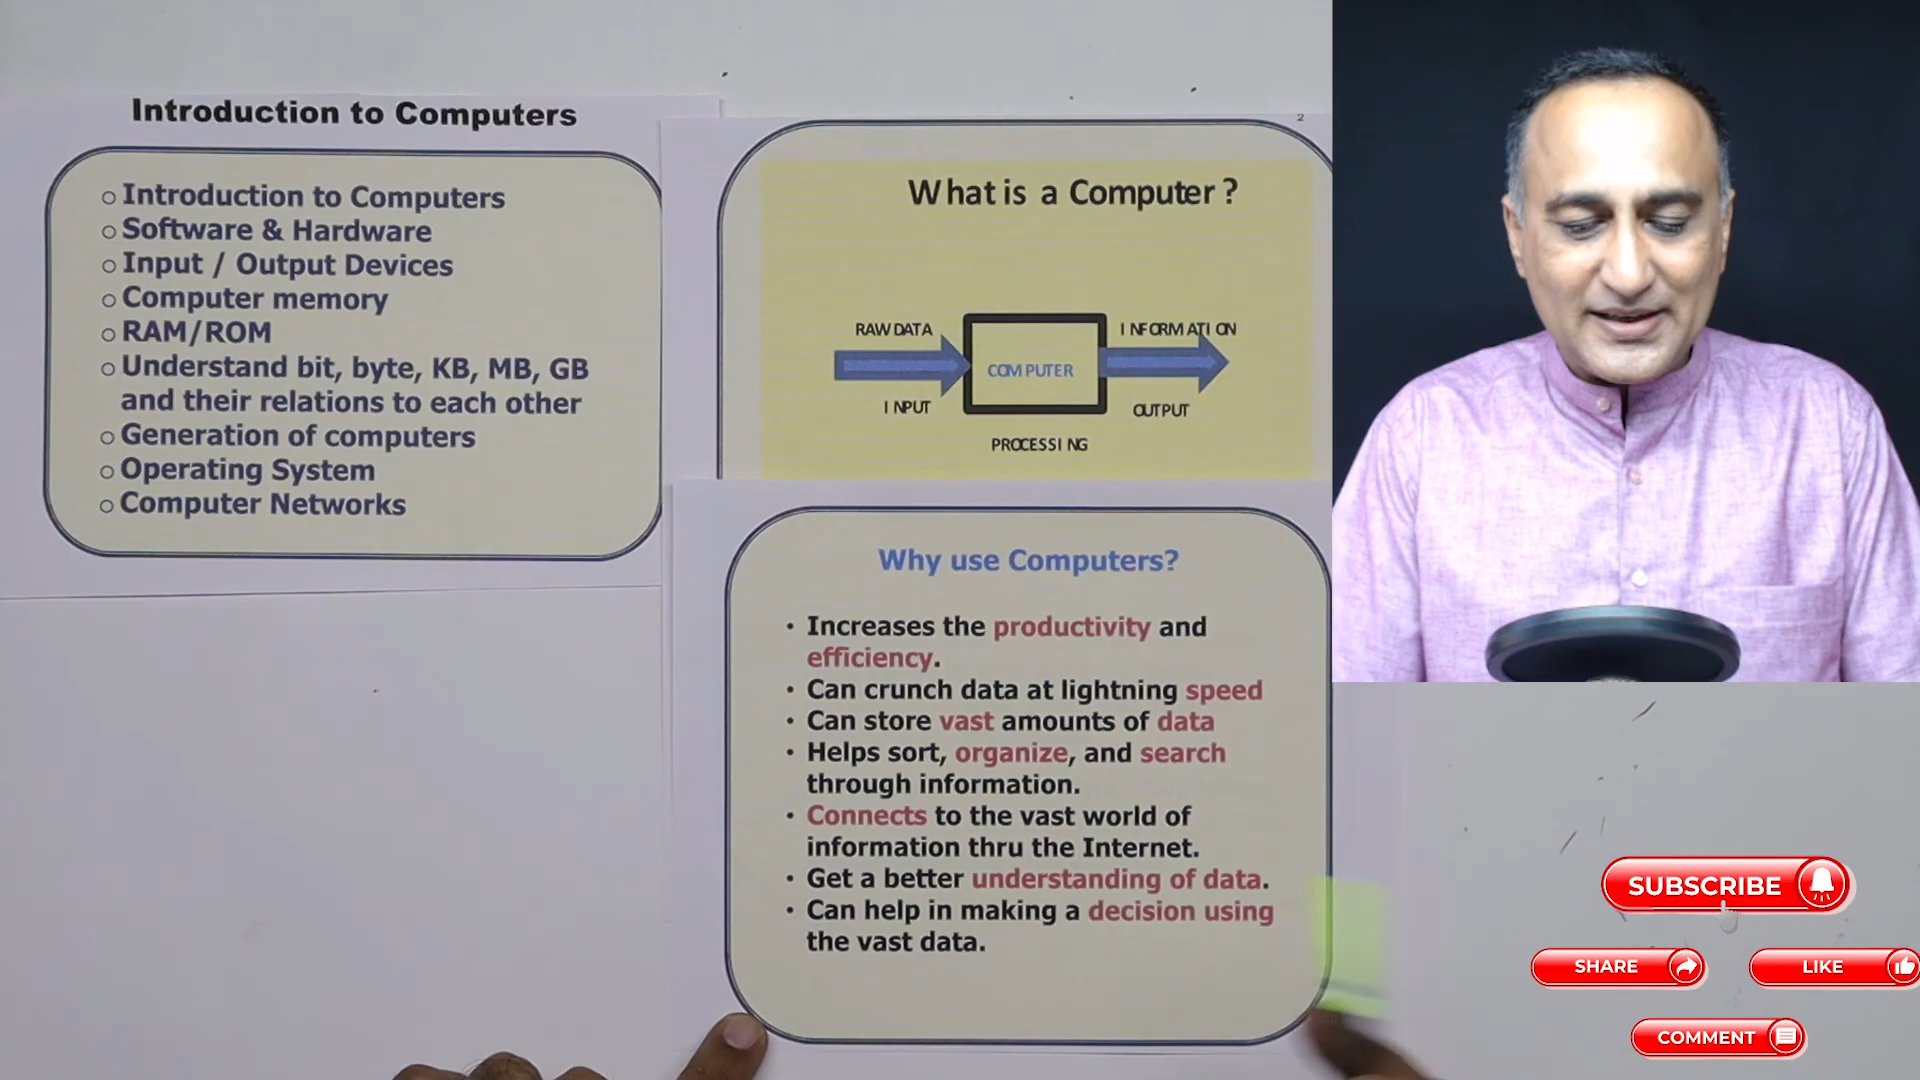 Introduction to Computers
Introduction to Computers
Software & Hardware
Input / Output Devices
Computer memory
RAM/ROM
Understand bit, byte, KB, MB, GB
and their relations to each other
Generation of computers
Operating System
Computer Networks
2
What is a Computer ?
RAW DATA
INFORMATION
COMPUTER
INPUT
OUTPUT
PROCESSING
Why use Computers?
• Increases the productivity and
efficiency.
• Can crunch data at lightning speed
• Can store vast amounts of data
• Helps sort, organize, and search
through information.
• Connects to the vast world of
information thru the Internet.
• Get a better understanding of data.
• Can help in making a decision using
the vast data.
SUBSCRIBE
SHARE
LIKE
COMMENT